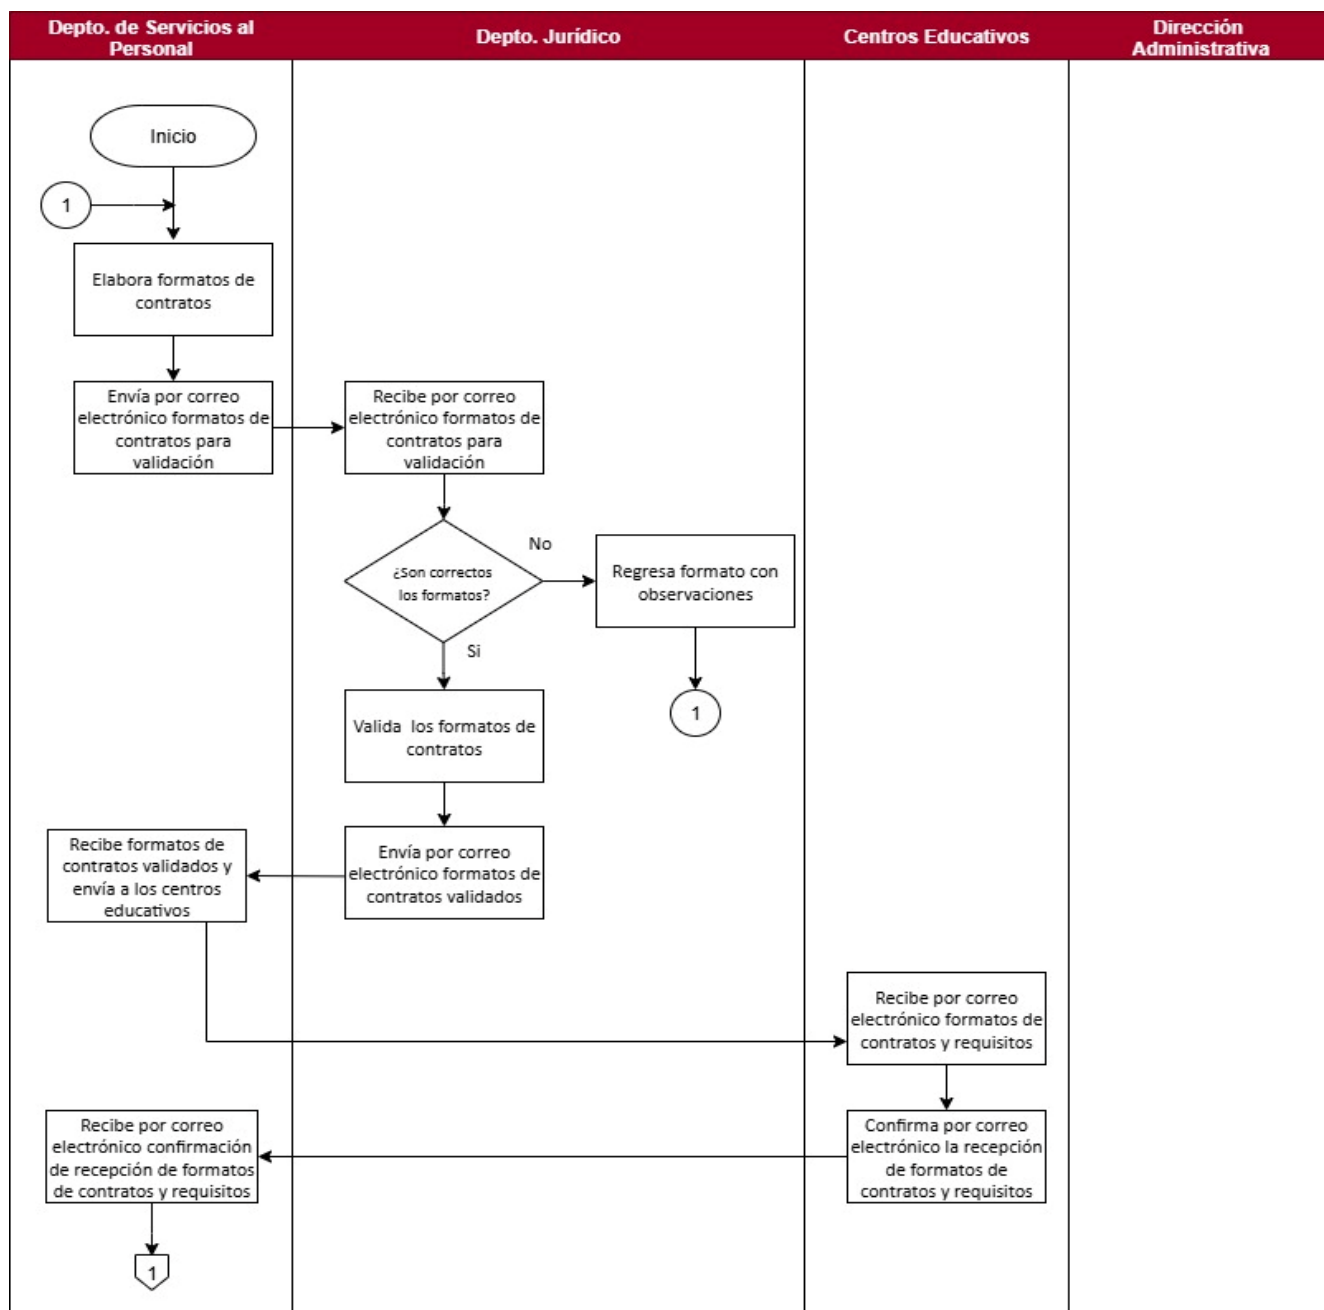 Depto. de Servicios al
Personal
Depto. Jurídico
Centros Educativos
Dirección
Administrativa
Inicio
1
Elabora formatos de
contratos
Envía por correo
electrónico formatos de
contratos para
validación
Recibe por correo
electrónico formatos de
contratos para
validación
¿Son correctos
los formatos?
No
Regresa formato con
observaciones
Si
1
Valida los formatos de
contratos
Envía por correo
electrónico formatos de
contratos validados
Recibe formatos de
contratos validados y
envía a los centros
educativos
Recibe por correo
electrónico formatos de
contratos y requisitos
Confirma por correo
electrónico la recepción
de formatos de
contratos y requisitos
Recibe por correo
electrónico confirmación
de recepción de formatos
de contratos y requisitos
1